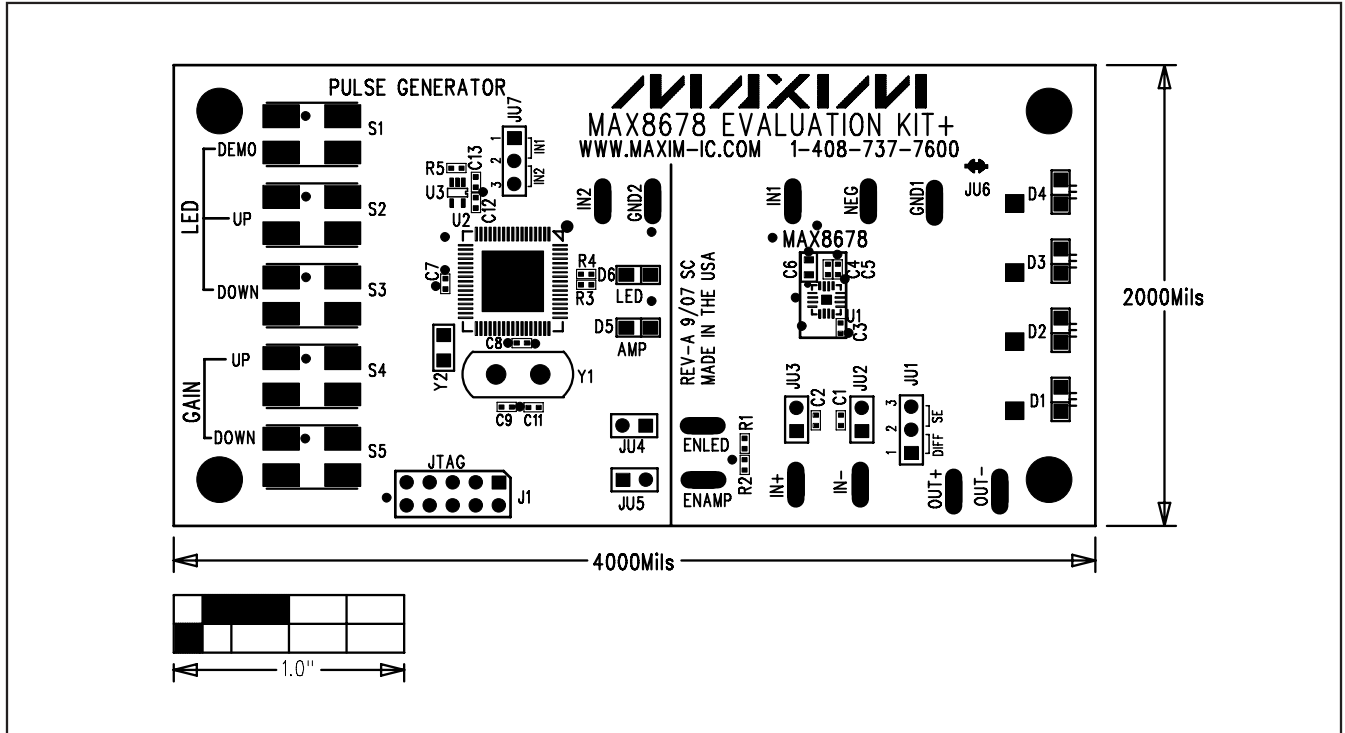 PULSE GENERATOR
MAXIM
MAX8678 EVALUATION KIT+
WWW.MAXIM-IC.COM 1-408-737-7600
S1
DEMO
LED
UP
S2
DOWN
S3
UP
S4
GAIN
DOWN
S5
JU7
1
2
3
IN1
IN2
R5
C13
U3
C12
U2
C7
R4
R3
D6
LED
D5
AMP
C8
Y2
Y1
C9
C11
JTAG
J1
JU4
JU5
IN2
GND2
REV-A 9/07 SC
MADE IN THE USA
IN1
NEG
GND1
JU6
MAX8678
C6
C4
C5
U1
C3
D4
D3
D2
D1
JU3
C2
C1
JU2
JU1
3
2
1
SE
DIFF
ENLED
R1
R2
ENAMP
IN+
IN-
OUT+
OUT-
2000Mils
4000Mils
1.0"